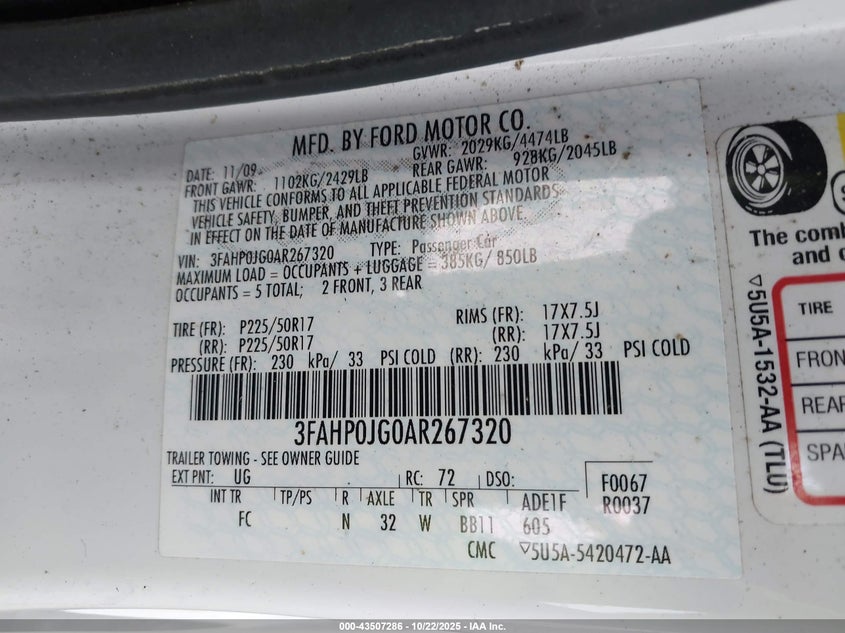 MFD. BY FORD MOTOR CO.
DATE: 11/09 GVWR: 2029KG/4474LB
FRONT GAWR: 1102KG/2429LB REAR GAWR: 928KG/2045LB
THIS VEHICLE CONFORMS TO ALL APPLICABLE FEDERAL MOTOR
VEHICLE SAFETY, BUMPER, AND THEFT PREVENTION STANDARDS
IN EFFECT ON THE DATE OF MANUFACTURE SHOWN ABOVE.
VIN: 3FAHP0JG0AR267320 TYPE: Passenger Car
MAXIMUM LOAD = OCCUPANTS + LUGGAGE = 385KG/ 850LB
OCCUPANTS = 5 TOTAL; 2 FRONT, 3 REAR
TIRE (FR): P225/50R17 RIMS (FR): 17X7.5J
(RR): P225/50R17 (RR): 17X7.5J
PRESSURE (FR): 230 kPa/ 33 PSI COLD (RR): 230 kPa/ 33 PSI COLD
3FAHP0JG0AR267320
TRAILER TOWING - SEE OWNER GUIDE
EXT PNT: UG RC: 72 DSO: F0067
INT TR TP/PS R AXLE TR SPR ADE1F R0037
FC N 32 W BB11 605
CMC ▽5U5A-5420472-AA
The comb
and c
▽5U5A-1532-AA (TLU)
TIRE
FRON
REAR
SPA
000-43507286 - 10/22/2025 - IAA Inc.